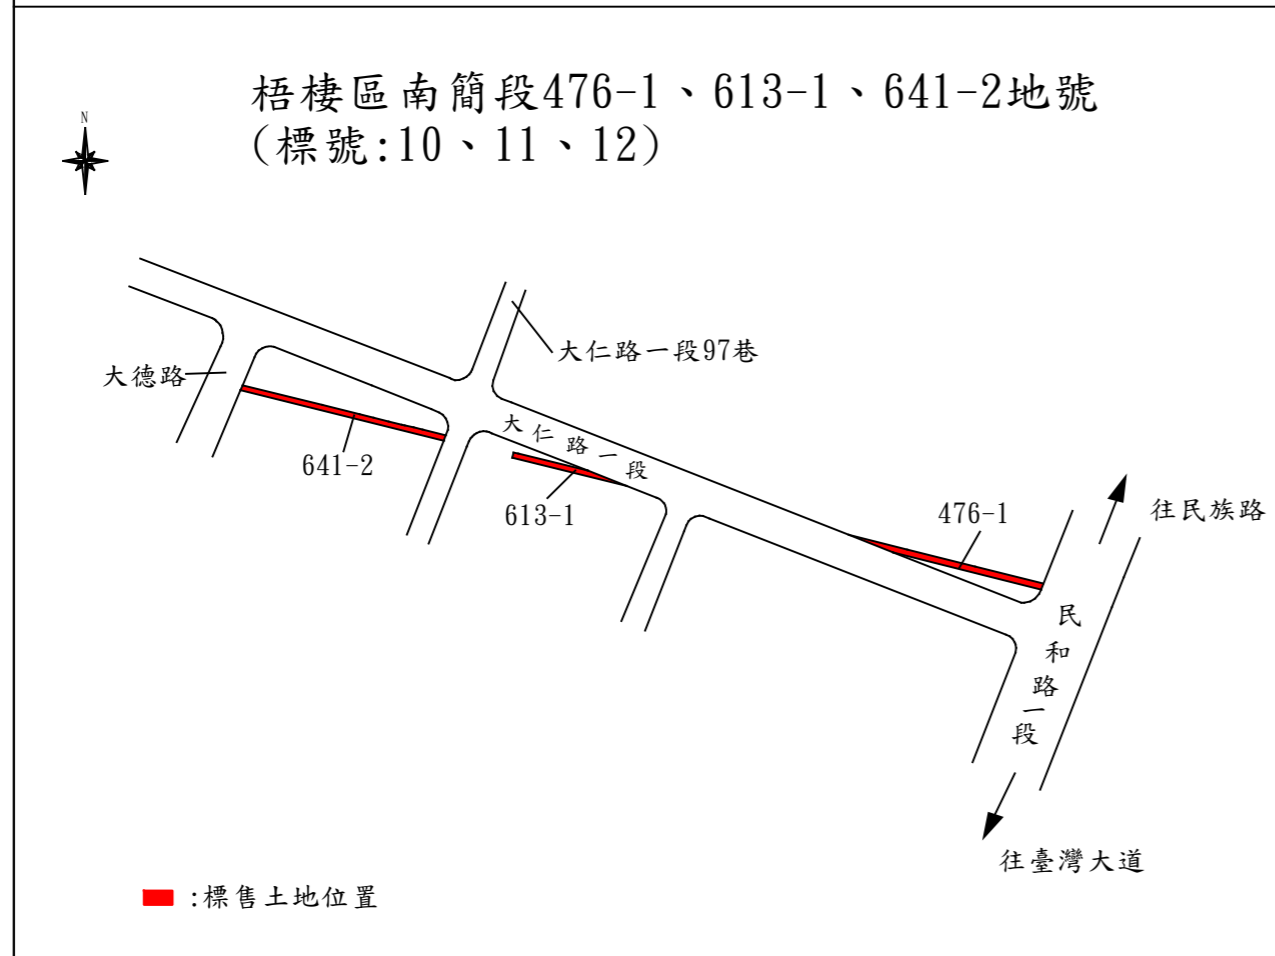 梧棲區南簡段476-1、613-1、641-2地號
(標號:10、11、12)
N
大仁路一段97巷
大德路
大仁路一段
641-2
613-1
476-1
往民族路
民和路一段
往臺灣大道
:標售土地位置